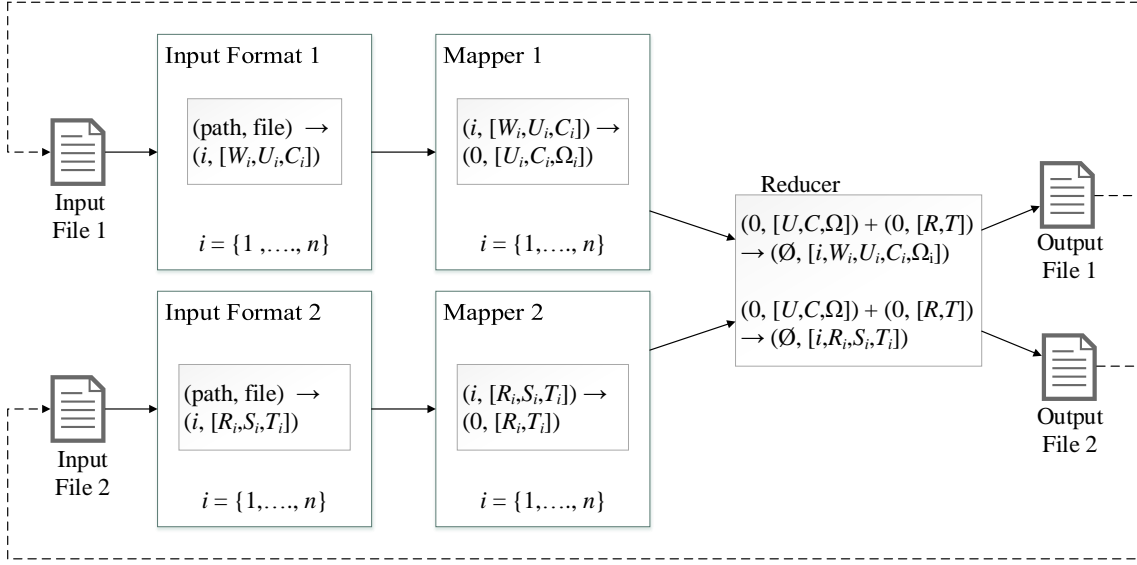 Input Format 1
(path, file) →
(i, [Wᵢ,Uᵢ,Cᵢ])
i = {1 ,…., n}
Mapper 1
(i, [Wᵢ,Uᵢ,Cᵢ]) →
(0, [Uᵢ,Cᵢ,Ωᵢ])
i = {1,…., n}
Input
File 1
Reducer
(0, [U,C,Ω]) + (0, [R,T])
→ (Ø, [i,Wᵢ,Uᵢ,Cᵢ,Ωᵢ])
(0, [U,C,Ω]) + (0, [R,T])
→ (Ø, [i,Rᵢ,Sᵢ,Tᵢ])
Output
File 1
Input Format 2
(path, file) →
(i, [Rᵢ,Sᵢ,Tᵢ])
i = {1,…., n}
Mapper 2
(i, [Rᵢ,Sᵢ,Tᵢ]) →
(0, [Rᵢ,Tᵢ])
i = {1,…., n}
Input
File 2
Output
File 2